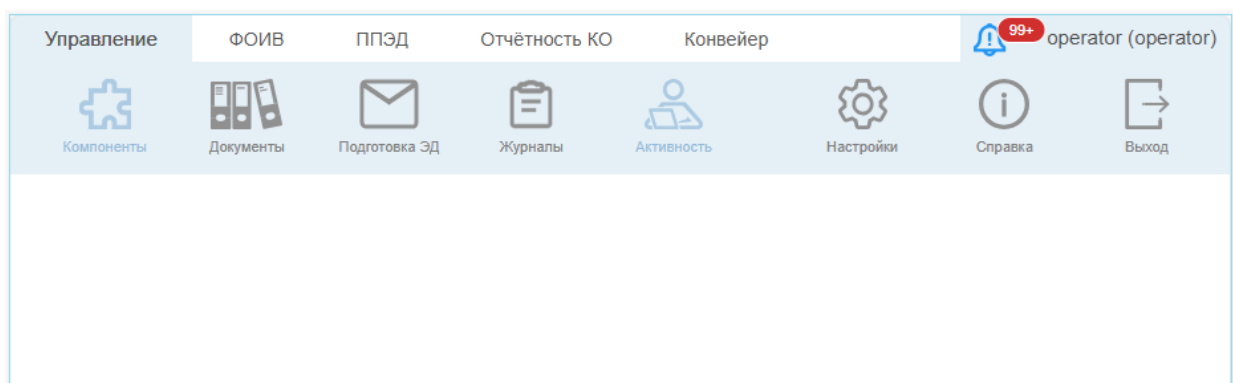 Управление ФОИВ ППЭД Отчётность КО Конвейер 99+ operator (operator)
Компоненты Документы Подготовка ЭД Журналы Активность Настройки Справка Выход